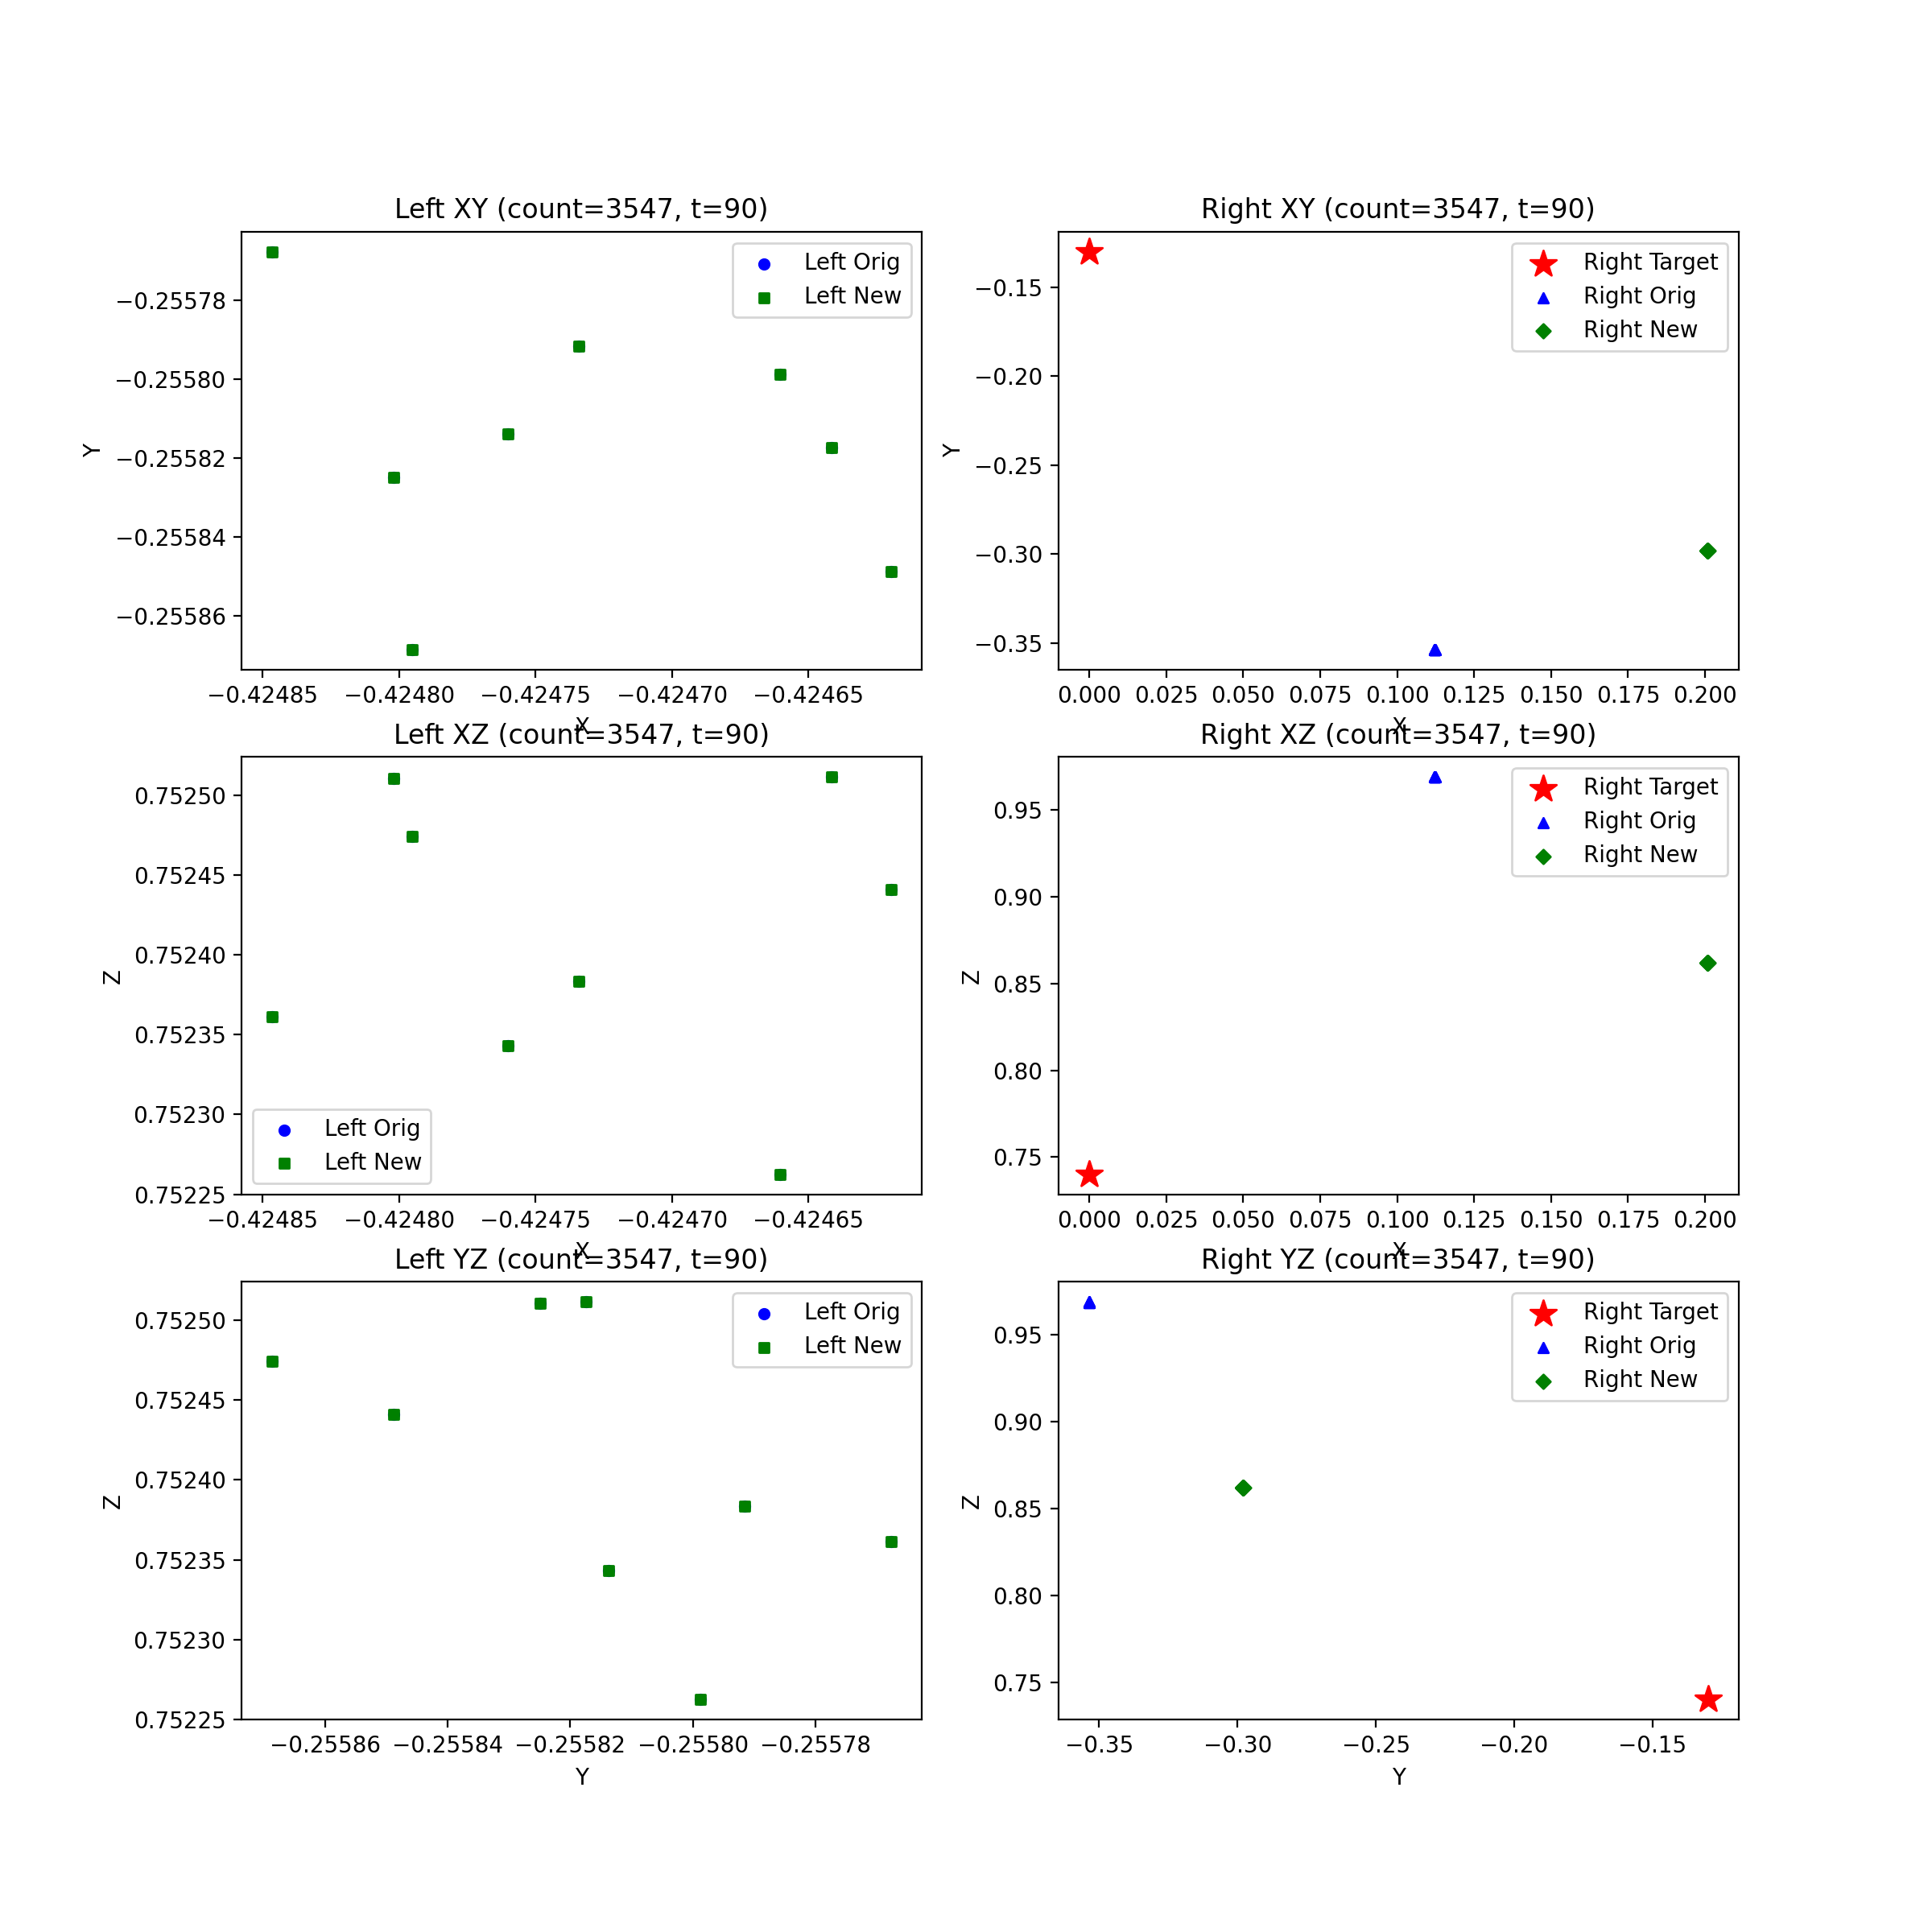 Left XY (count=3547, t=90)
Left Orig
Left New
−0.25578
−0.25580
−0.25582
−0.25584
−0.25586
Y
−0.42485 −0.42480 −0.42475 −0.42470 −0.42465
X
Right XY (count=3547, t=90)
Right Target
Right Orig
Right New
−0.15
−0.20
−0.25
−0.30
−0.35
Y
0.000 0.025 0.050 0.075 0.100 0.125 0.150 0.175 0.200
X
Left XZ (count=3547, t=90)
0.75250
0.75245
0.75240
0.75235
0.75230
0.75225
Z
Left Orig
Left New
−0.42485 −0.42480 −0.42475 −0.42470 −0.42465
X
Right XZ (count=3547, t=90)
Right Target
Right Orig
Right New
0.95
0.90
0.85
0.80
0.75
Z
0.000 0.025 0.050 0.075 0.100 0.125 0.150 0.175 0.200
X
Left YZ (count=3547, t=90)
Left Orig
Left New
0.75250
0.75245
0.75240
0.75235
0.75230
0.75225
Z
−0.25586 −0.25584 −0.25582 −0.25580 −0.25578
Y
Right YZ (count=3547, t=90)
Right Target
Right Orig
Right New
0.95
0.90
0.85
0.80
0.75
Z
−0.35 −0.30 −0.25 −0.20 −0.15
Y